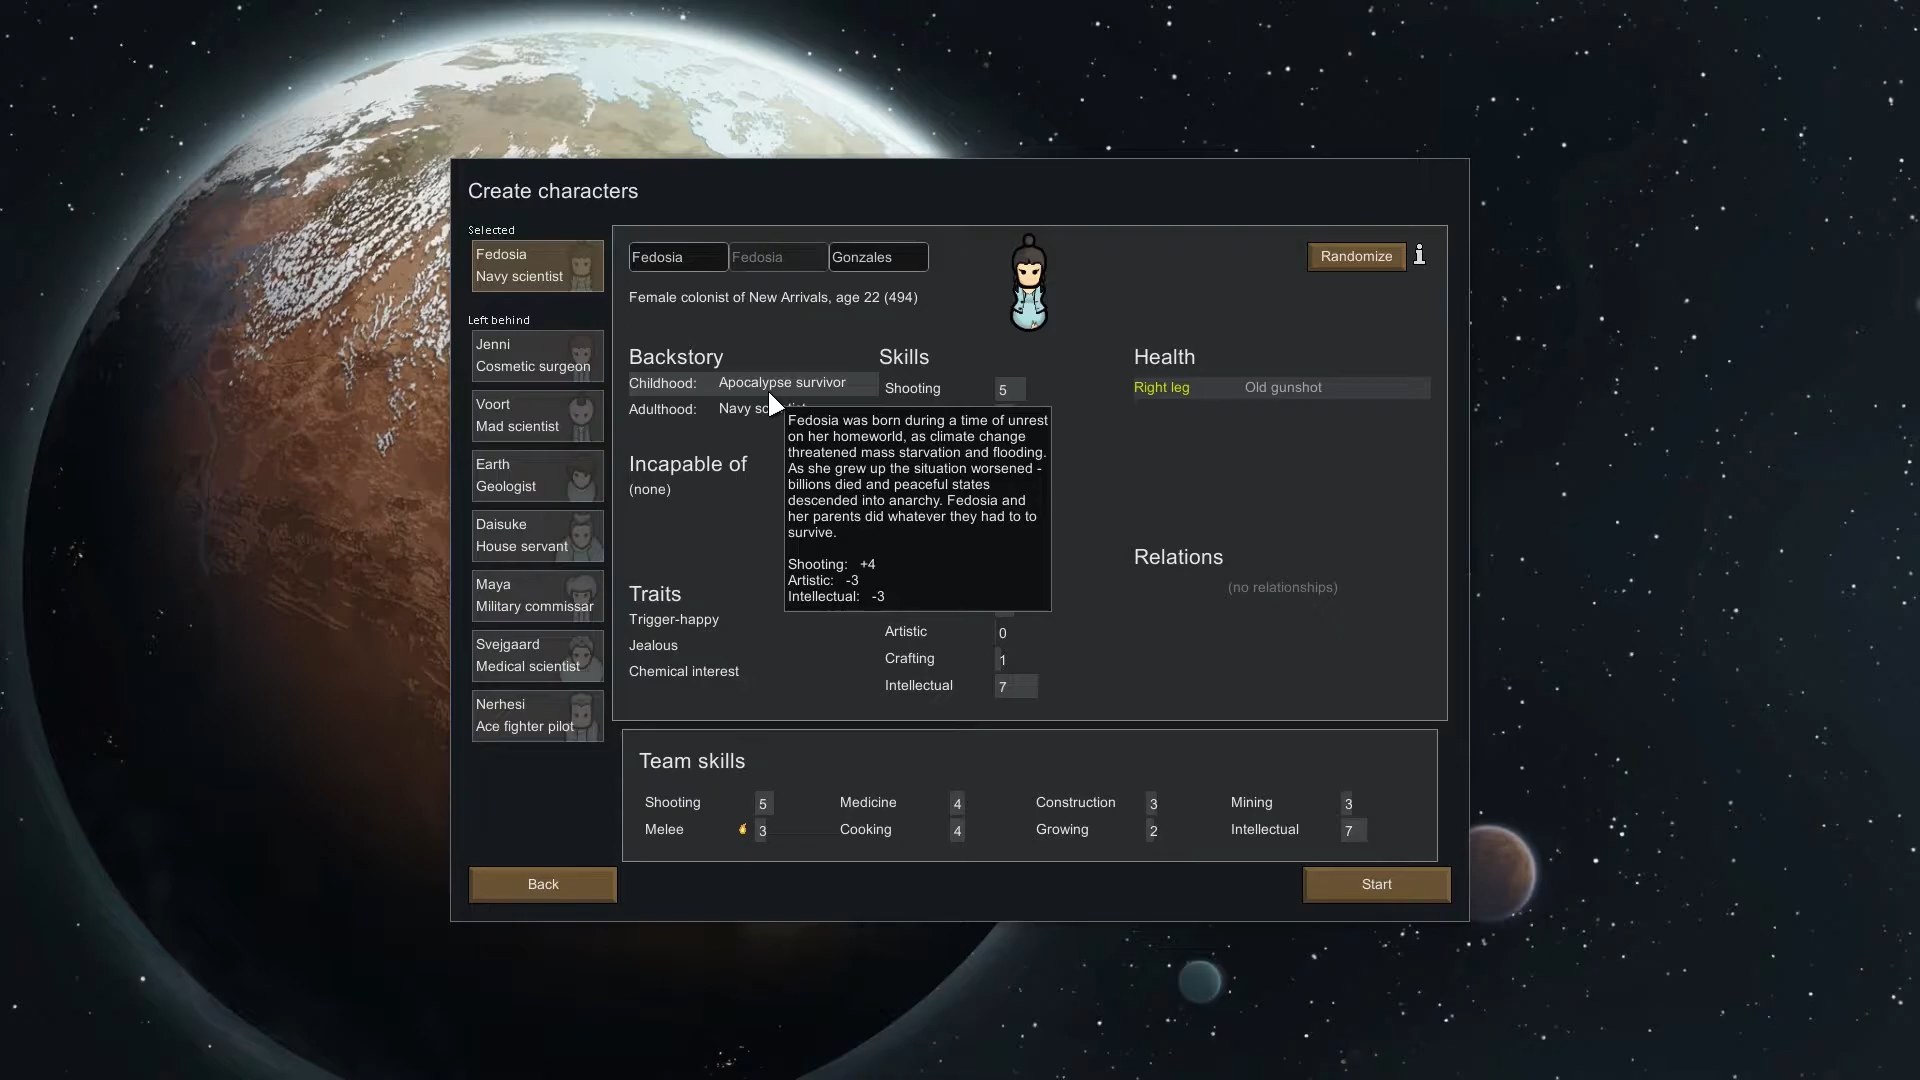 Create characters
Selected
Fedosia
Navy scientist
Left behind
Jenni
Cosmetic surgeon
Voort
Mad scientist
Earth
Geologist
Daisuke
House servant
Maya
Military commissar
Svejgaard
Medical scientist
Nerhesi
Ace fighter pilot
Fedosia Fedosia Gonzales
Randomize
Female colonist of New Arrivals, age 22 (494)
Backstory
Childhood: Apocalypse survivor
Adulthood: Navy
Incapable of
(none)
Traits
Trigger-happy
Jealous
Chemical interest
Skills
Shooting 5
Fedosia was born during a time of unrest
on her homeworld, as climate change
threatened mass starvation and flooding.
As she grew up the situation worsened -
billions died and peaceful states
descended into anarchy. Fedosia and
her parents did whatever they had to to
survive.
Shooting: +4
Artistic: -3
Intellectual: -3
Artistic 0
Crafting 1
Intellectual 7
Health
Right leg Old gunshot
Relations
(no relationships)
Team skills
Shooting 5 Medicine 4 Construction 3 Mining 3
Melee 3 Cooking 4 Growing 2 Intellectual 7
Back
Start